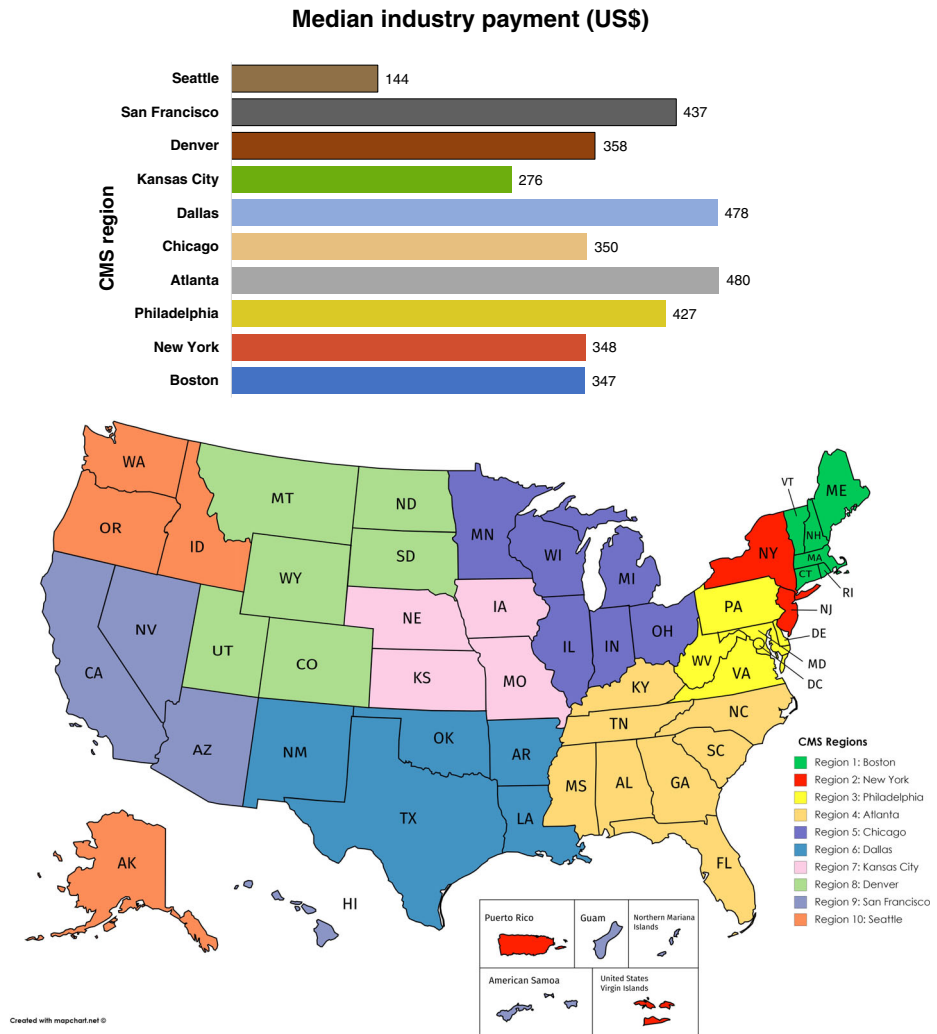 Median industry payment (US$)
CMS region
Seattle 144
San Francisco 437
Denver 358
Kansas City 276
Dallas 478
Chicago 350
Atlanta 480
Philadelphia 427
New York 348
Boston 347
WA
OR
ID
MT
ND
SD
WY
MN
WI
MI
VT
ME
NH
NY
MA
CT
RI
NJ
NE
IA
PA
DE
MD
DC
NV
UT
CO
CA
KS
MO
IL
IN
OH
WV
VA
KY
AZ
NM
OK
AR
TN
NC
SC
MS
AL
GA
TX
LA
FL
AK
HI
CMS Regions
Region 1: Boston
Region 2: New York
Region 3: Philadelphia
Region 4: Atlanta
Region 5: Chicago
Region 6: Dallas
Region 7: Kansas City
Region 8: Denver
Region 9: San Francisco
Region 10: Seattle
Puerto Rico
Guam
Northern Mariana
Islands
American Samoa
United States
Virgin Islands
Created with mapchart.net ©